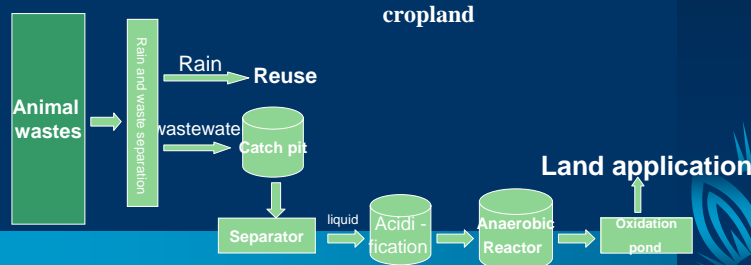 cropland
Animal
wastes
Rain and waste separation
Rain
Reuse
wastewate
Catch pit
Separator
liquid
Acidi -
fication
Anaerobic
Reactor
Oxidation
pond
Land application